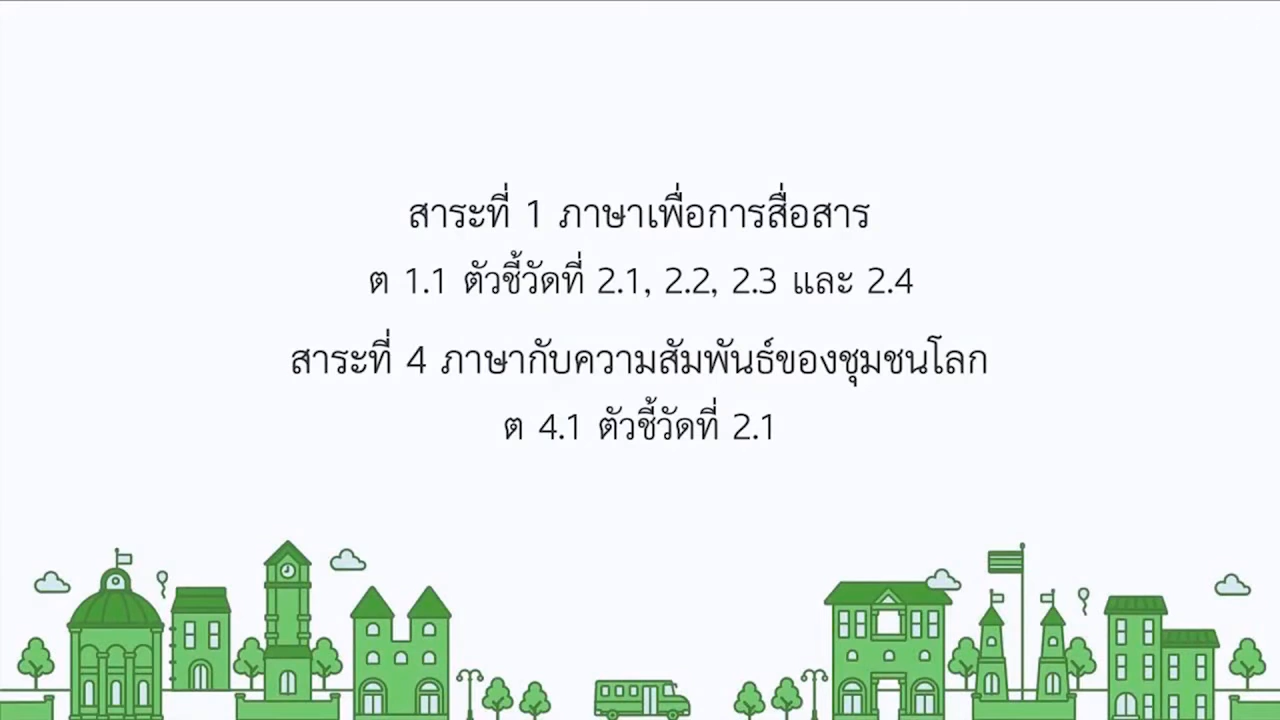 สาระที่ 1 ภาษาเพื่อการสื่อสาร
ต 1.1 ตัวชี้วัดที่ 2.1, 2.2, 2.3 และ 2.4
สาระที่ 4 ภาษากับความสัมพันธ์ของชุมชนโลก
ต 4.1 ตัวชี้วัดที่ 2.1